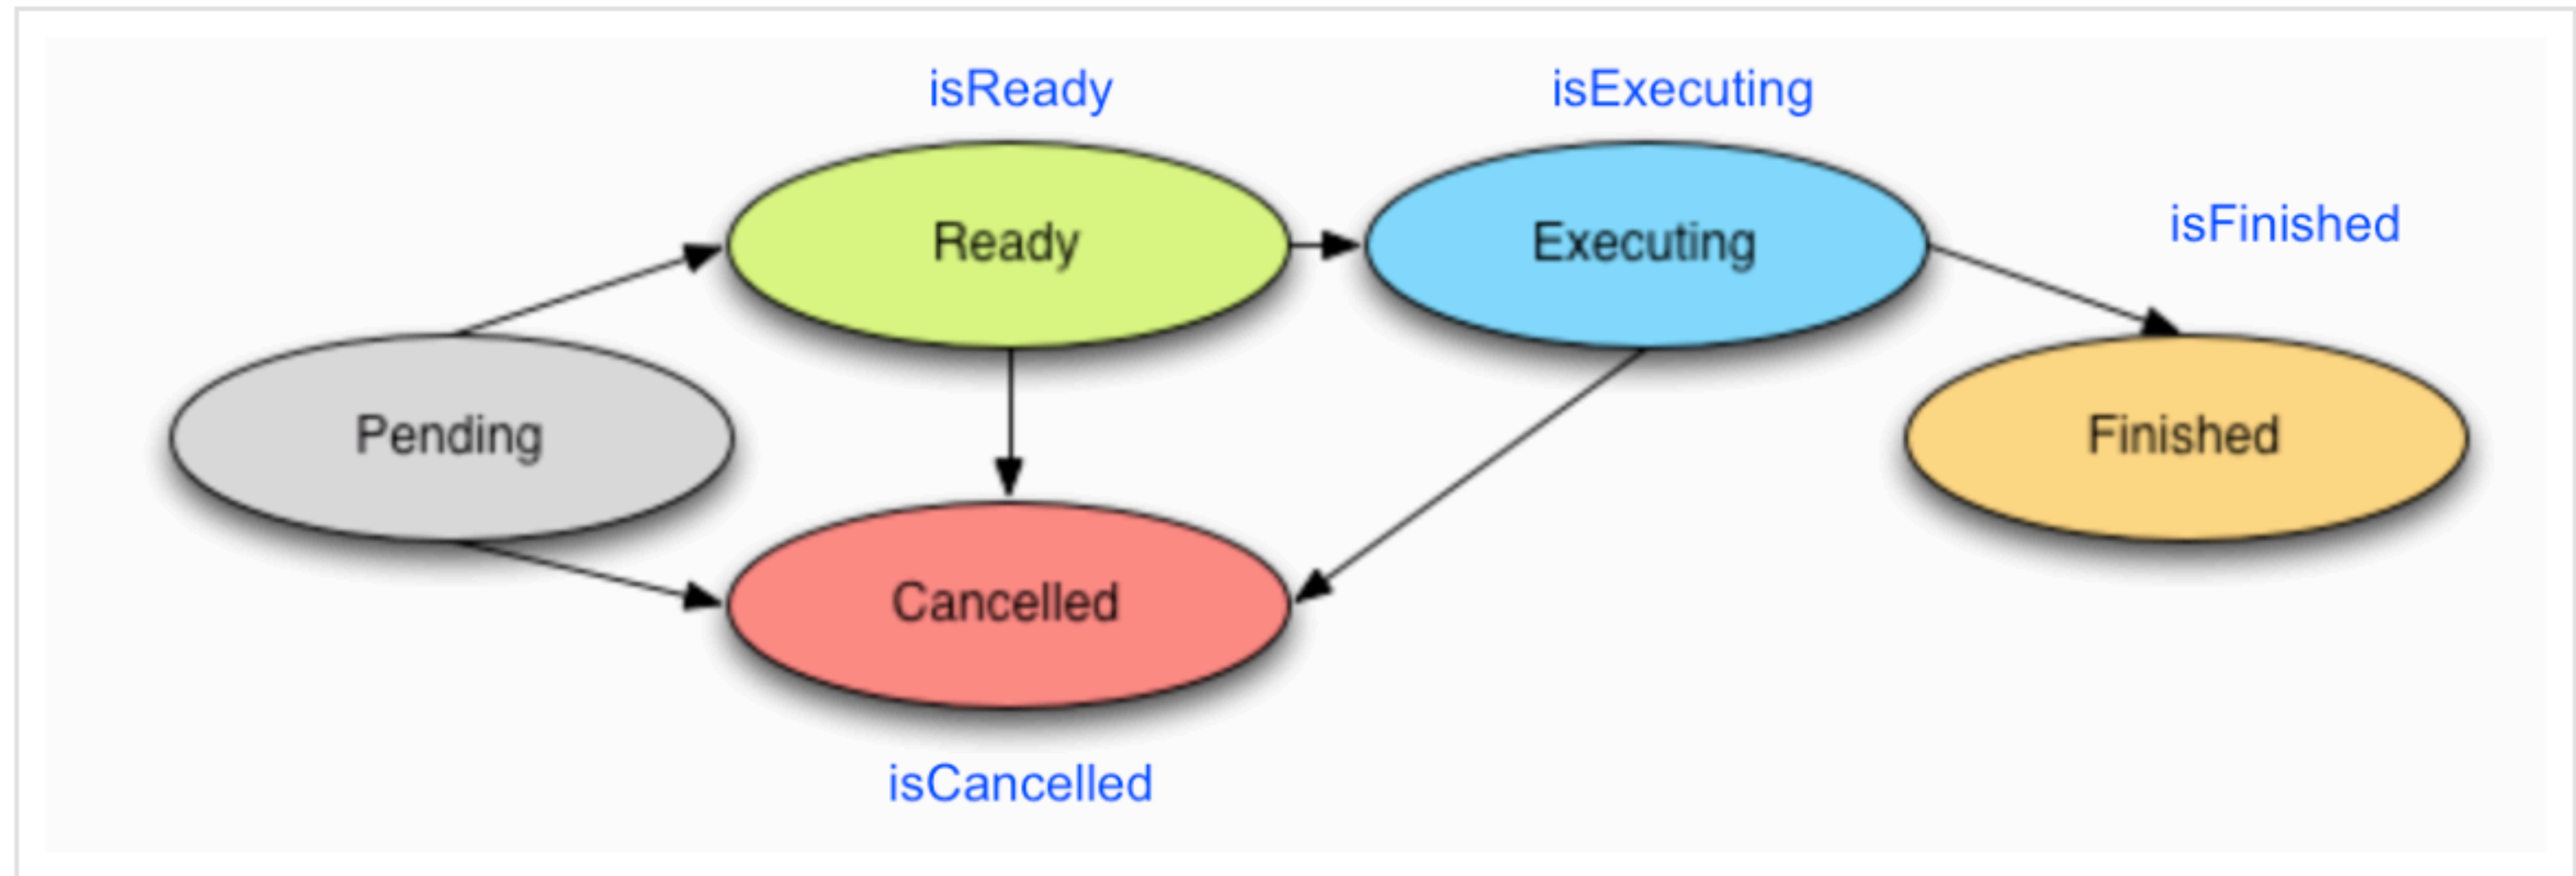 isReady
isExecuting
isFinished
Ready
Executing
Pending
Finished
Cancelled
isCancelled